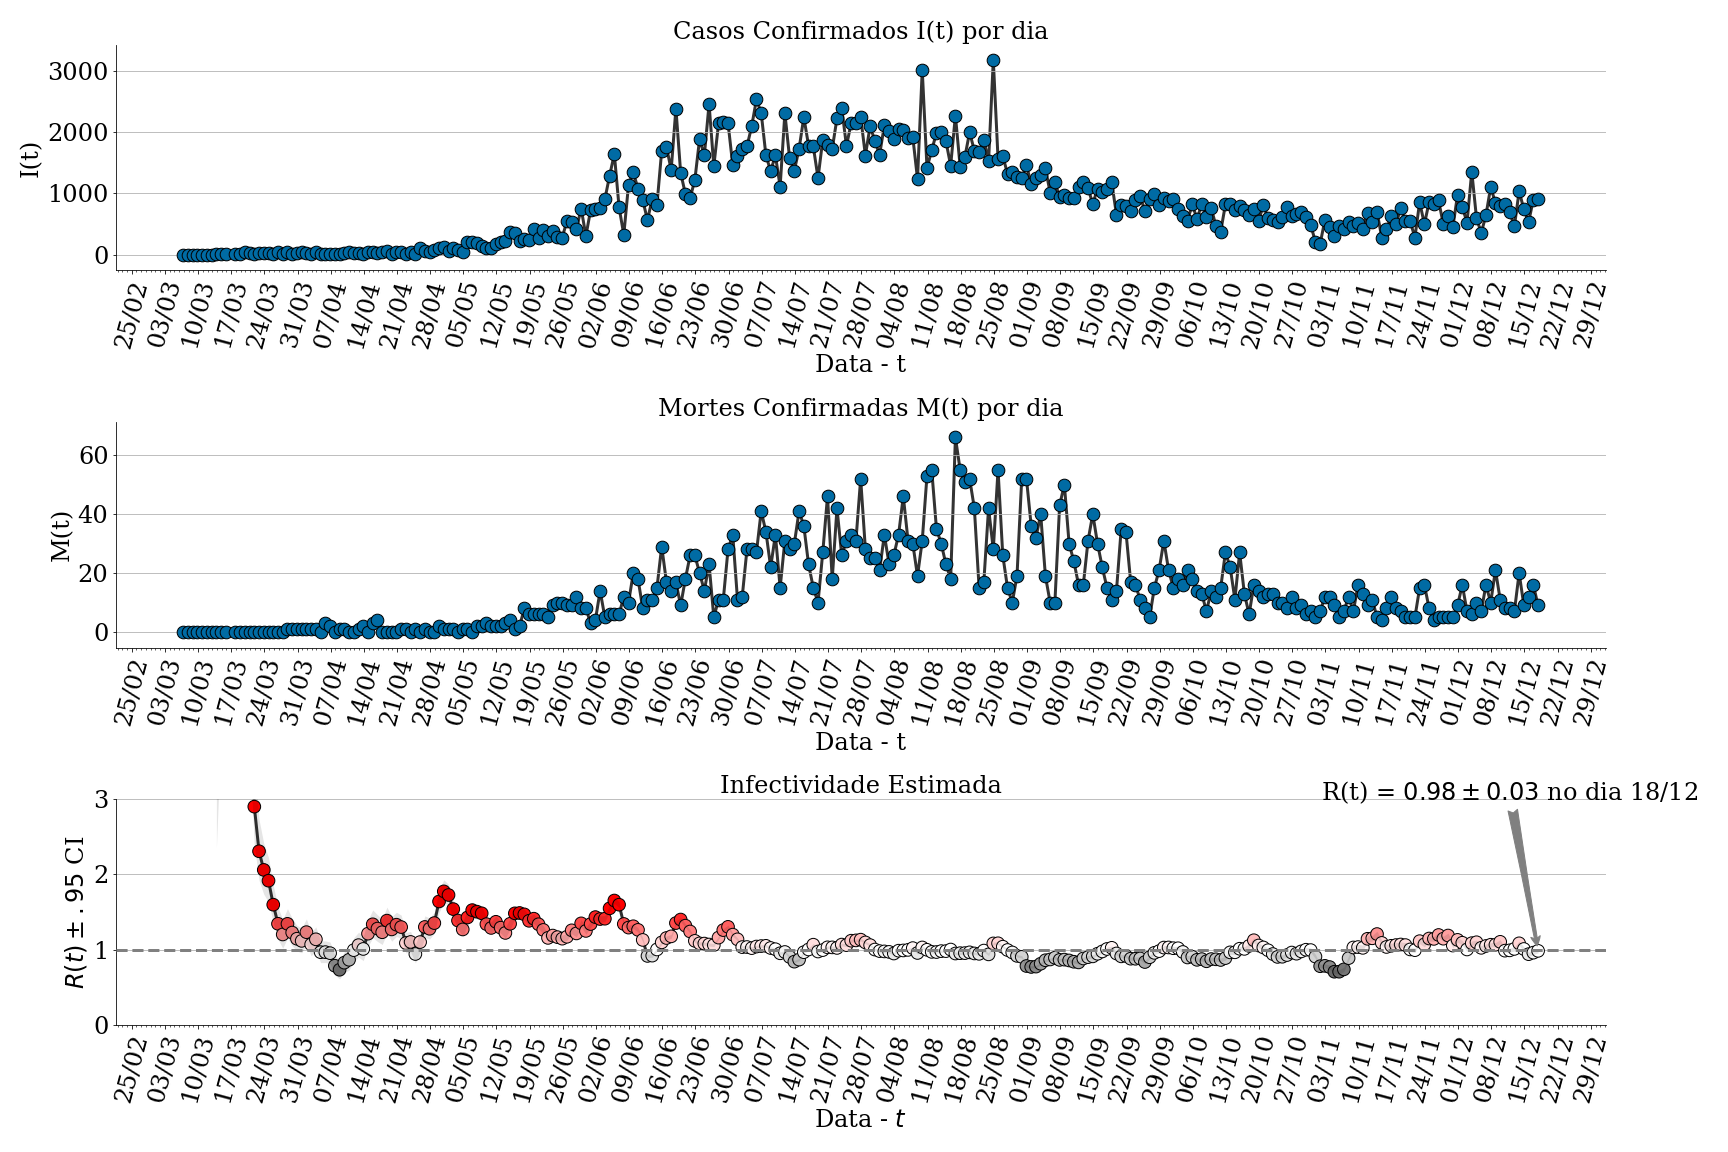 Casos Confirmados I(t) por dia
I(t)
3000
2000
1000
0
25/02 03/03 10/03 17/03 24/03 31/03 07/04 14/04 21/04 28/04 05/05 12/05 19/05 26/05 02/06 09/06 16/06 23/06 30/06 07/07 14/07 21/07 28/07 04/08 11/08 18/08 25/08 01/09 08/09 15/09 22/09 29/09 06/10 13/10 20/10 27/10 03/11 10/11 17/11 24/11 01/12 08/12 15/12 22/12 29/12
Data - t
Mortes Confirmadas M(t) por dia
M(t)
60
40
20
0
25/02 03/03 10/03 17/03 24/03 31/03 07/04 14/04 21/04 28/04 05/05 12/05 19/05 26/05 02/06 09/06 16/06 23/06 30/06 07/07 14/07 21/07 28/07 04/08 11/08 18/08 25/08 01/09 08/09 15/09 22/09 29/09 06/10 13/10 20/10 27/10 03/11 10/11 17/11 24/11 01/12 08/12 15/12 22/12 29/12
Data - t
Infectividade Estimada
R(t) = 0.98 ± 0.03 no dia 18/12
R(t) ± .95 CI
3
2
1
0
25/02 03/03 10/03 17/03 24/03 31/03 07/04 14/04 21/04 28/04 05/05 12/05 19/05 26/05 02/06 09/06 16/06 23/06 30/06 07/07 14/07 21/07 28/07 04/08 11/08 18/08 25/08 01/09 08/09 15/09 22/09 29/09 06/10 13/10 20/10 27/10 03/11 10/11 17/11 24/11 01/12 08/12 15/12 22/12 29/12
Data - t